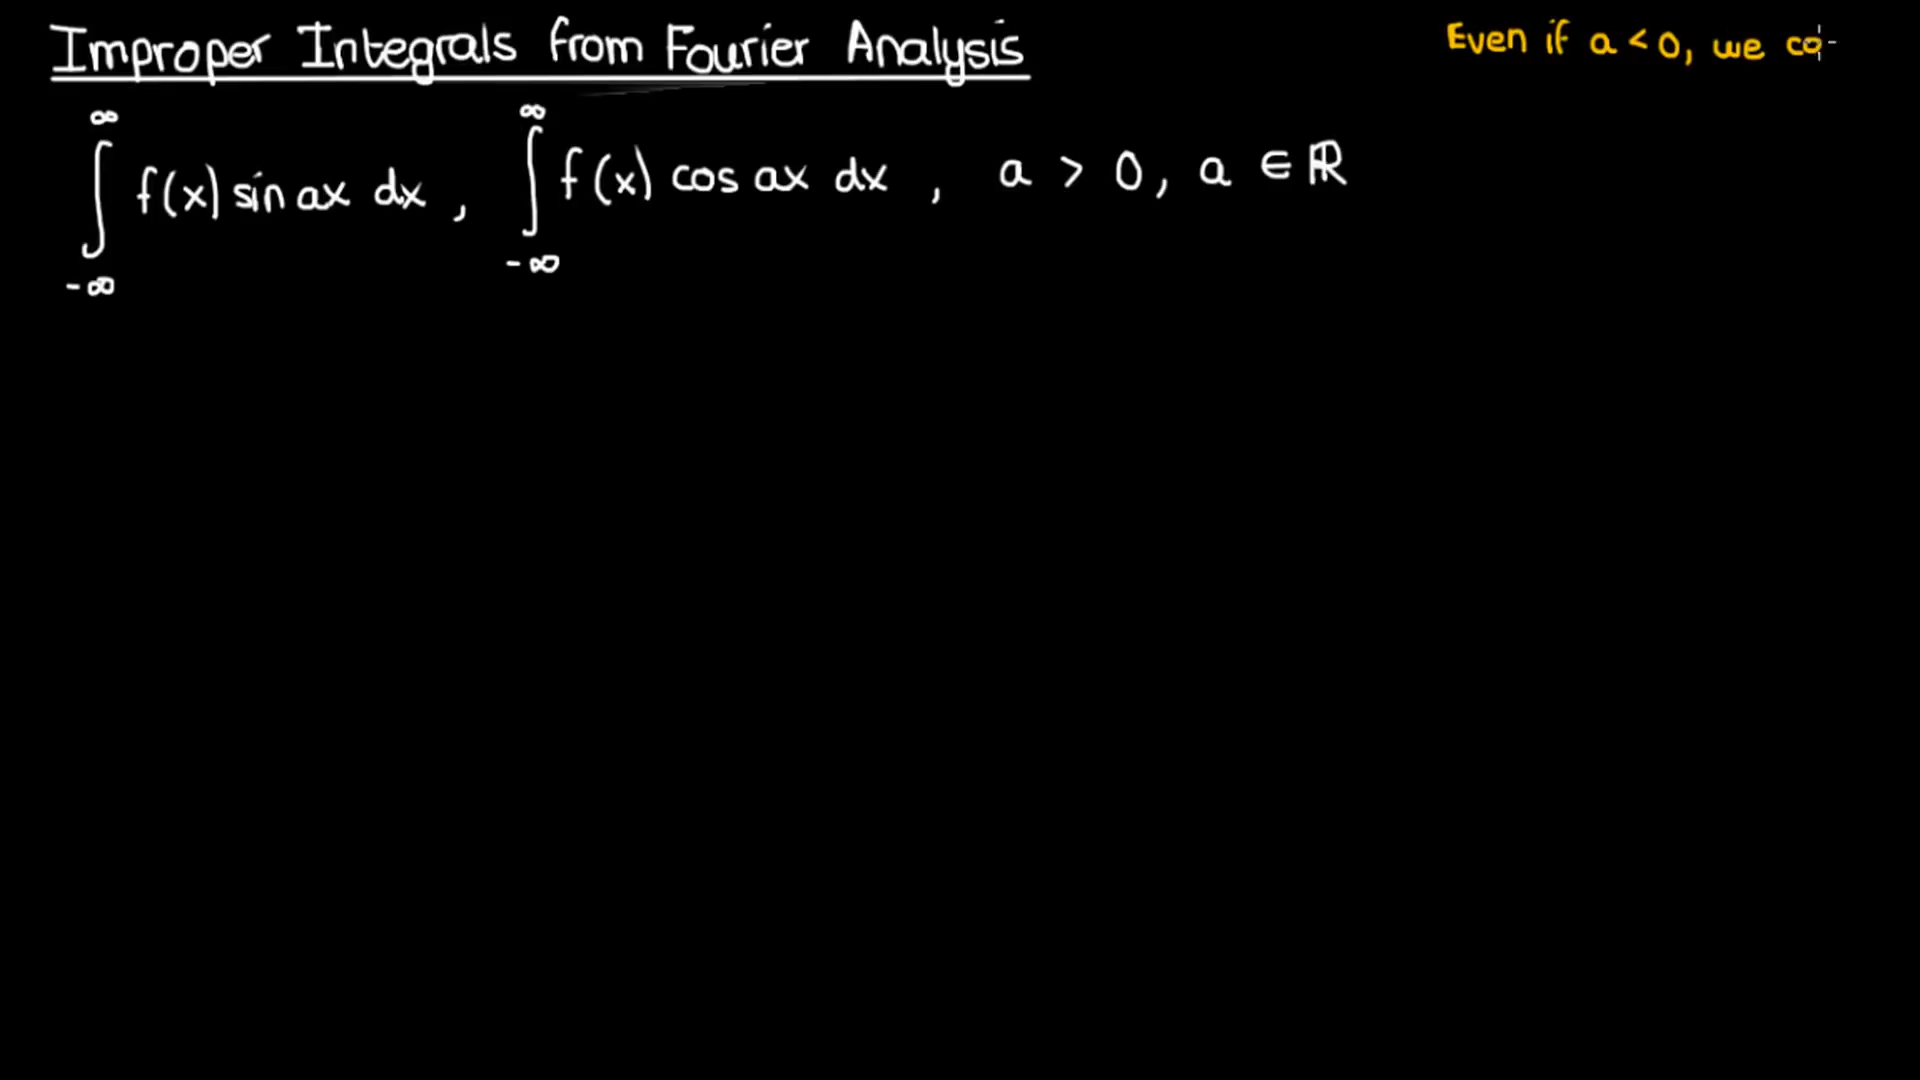 Improper Integrals from Fourier Analysis
Even if a < 0, we co
∫_{-∞}^{∞} f(x) sin ax dx , ∫_{-∞}^{∞} f(x) cos ax dx , a > 0, a ∈ ℝ